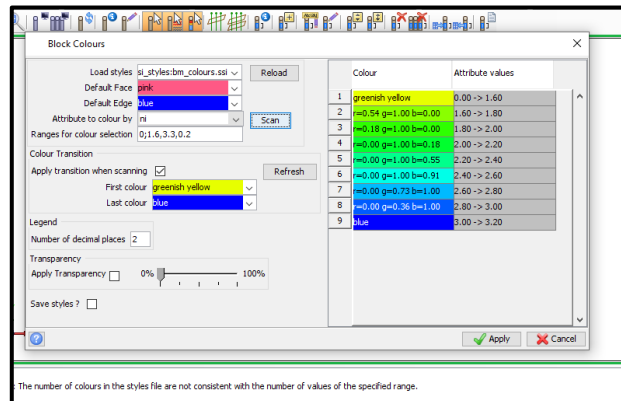 Block Colours
Load styles si_styles:bm_colours.ssi Reload
Default Face pink
Default Edge blue
Attribute to colour by ni Scan
Ranges for colour selection 0;1.6,3.3,0.2
Colour Transition
Apply transition when scanning Refresh
First colour greenish yellow
Last colour blue
Legend
Number of decimal places 2
Transparency
Apply Transparency 0% 100%
Save styles ?
Colour Attribute values
1 greenish yellow 0.00 -> 1.60
2 r=0.54 g=1.00 b=0.00 1.60 -> 1.80
3 r=0.18 g=1.00 b=0.00 1.80 -> 2.00
4 r=0.00 g=1.00 b=0.18 2.00 -> 2.20
5 r=0.00 g=1.00 b=0.55 2.20 -> 2.40
6 r=0.00 g=1.00 b=0.91 2.40 -> 2.60
7 r=0.00 g=0.73 b=1.00 2.60 -> 2.80
8 r=0.00 g=0.36 b=1.00 2.80 -> 3.00
9 blue 3.00 -> 3.20
Apply Cancel
: The number of colours in the styles file are not consistent with the number of values of the specified range.